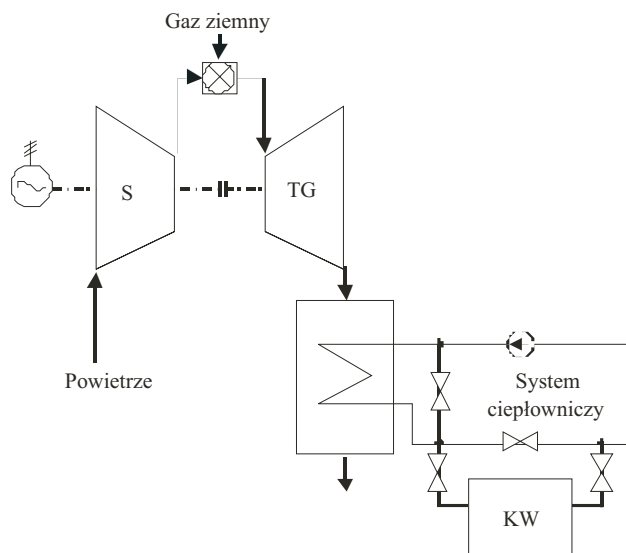 Gaz ziemny
S
TG
Powietrze
System
ciepłowniczy
KW